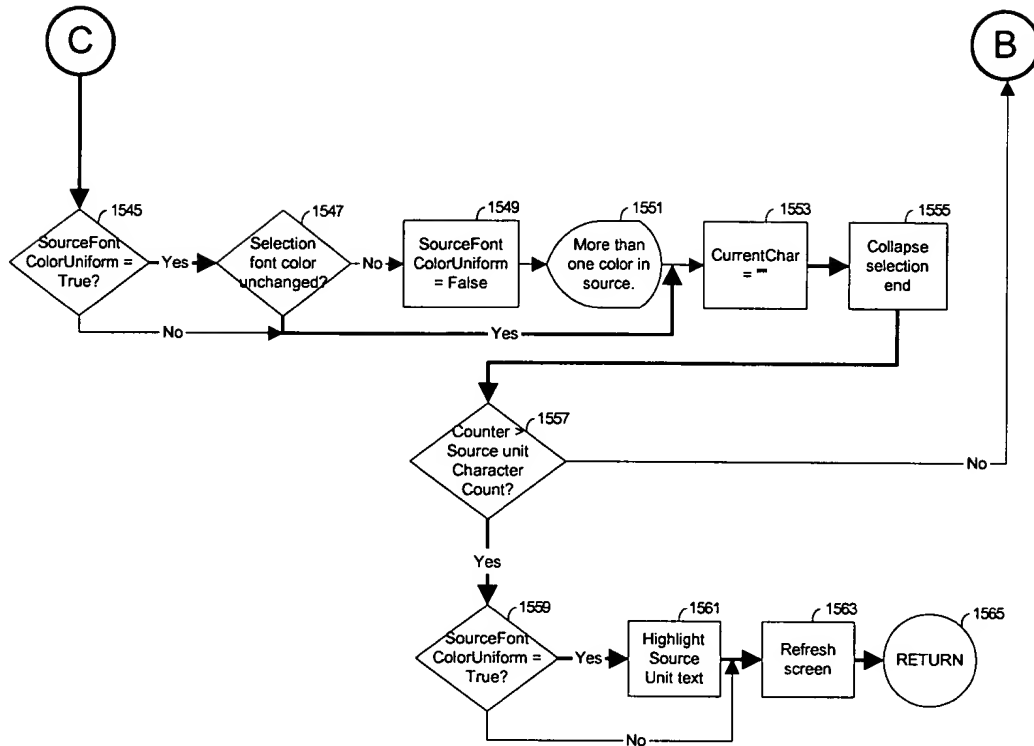 C
B
1545
SourceFont
ColorUniform =
True?
Yes
1547
Selection
font color
unchanged?
No
1549
SourceFont
ColorUniform
= False
1551
More than
one color in
source.
1553
CurrentChar
= ""
1555
Collapse
selection
end
No
Yes
1557
Counter >
Source unit
Character
Count?
No
Yes
1559
SourceFont
ColorUniform =
True?
Yes
1561
Highlight
Source
Unit text
1563
Refresh
screen
1565
RETURN
No